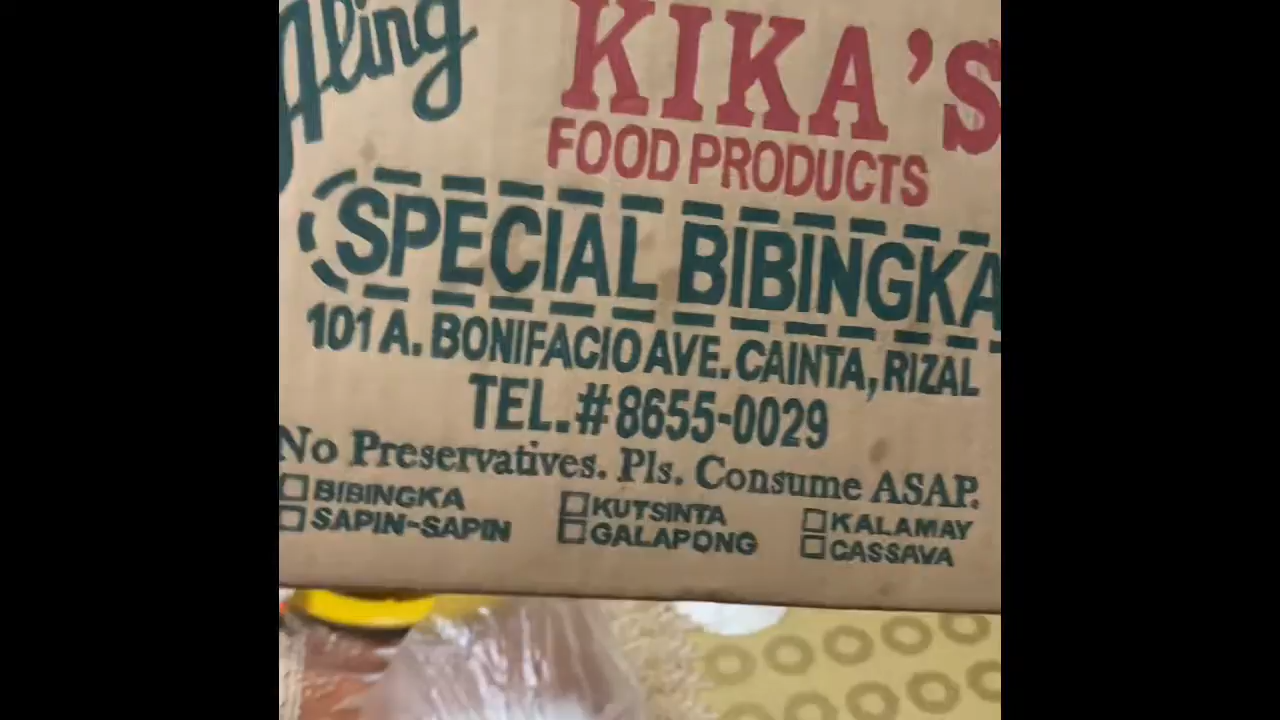 Aling
KIKA'S
FOOD PRODUCTS
SPECIAL BIBINGKA
101 A. BONIFACIO AVE. CAINTA, RIZAL
TEL. # 8655-0029
No Preservatives. Pls. Consume ASAP.
BIBINGKA KUTSINTA KALAMAY
SAPIN-SAPIN GALAPONG CASSAVA